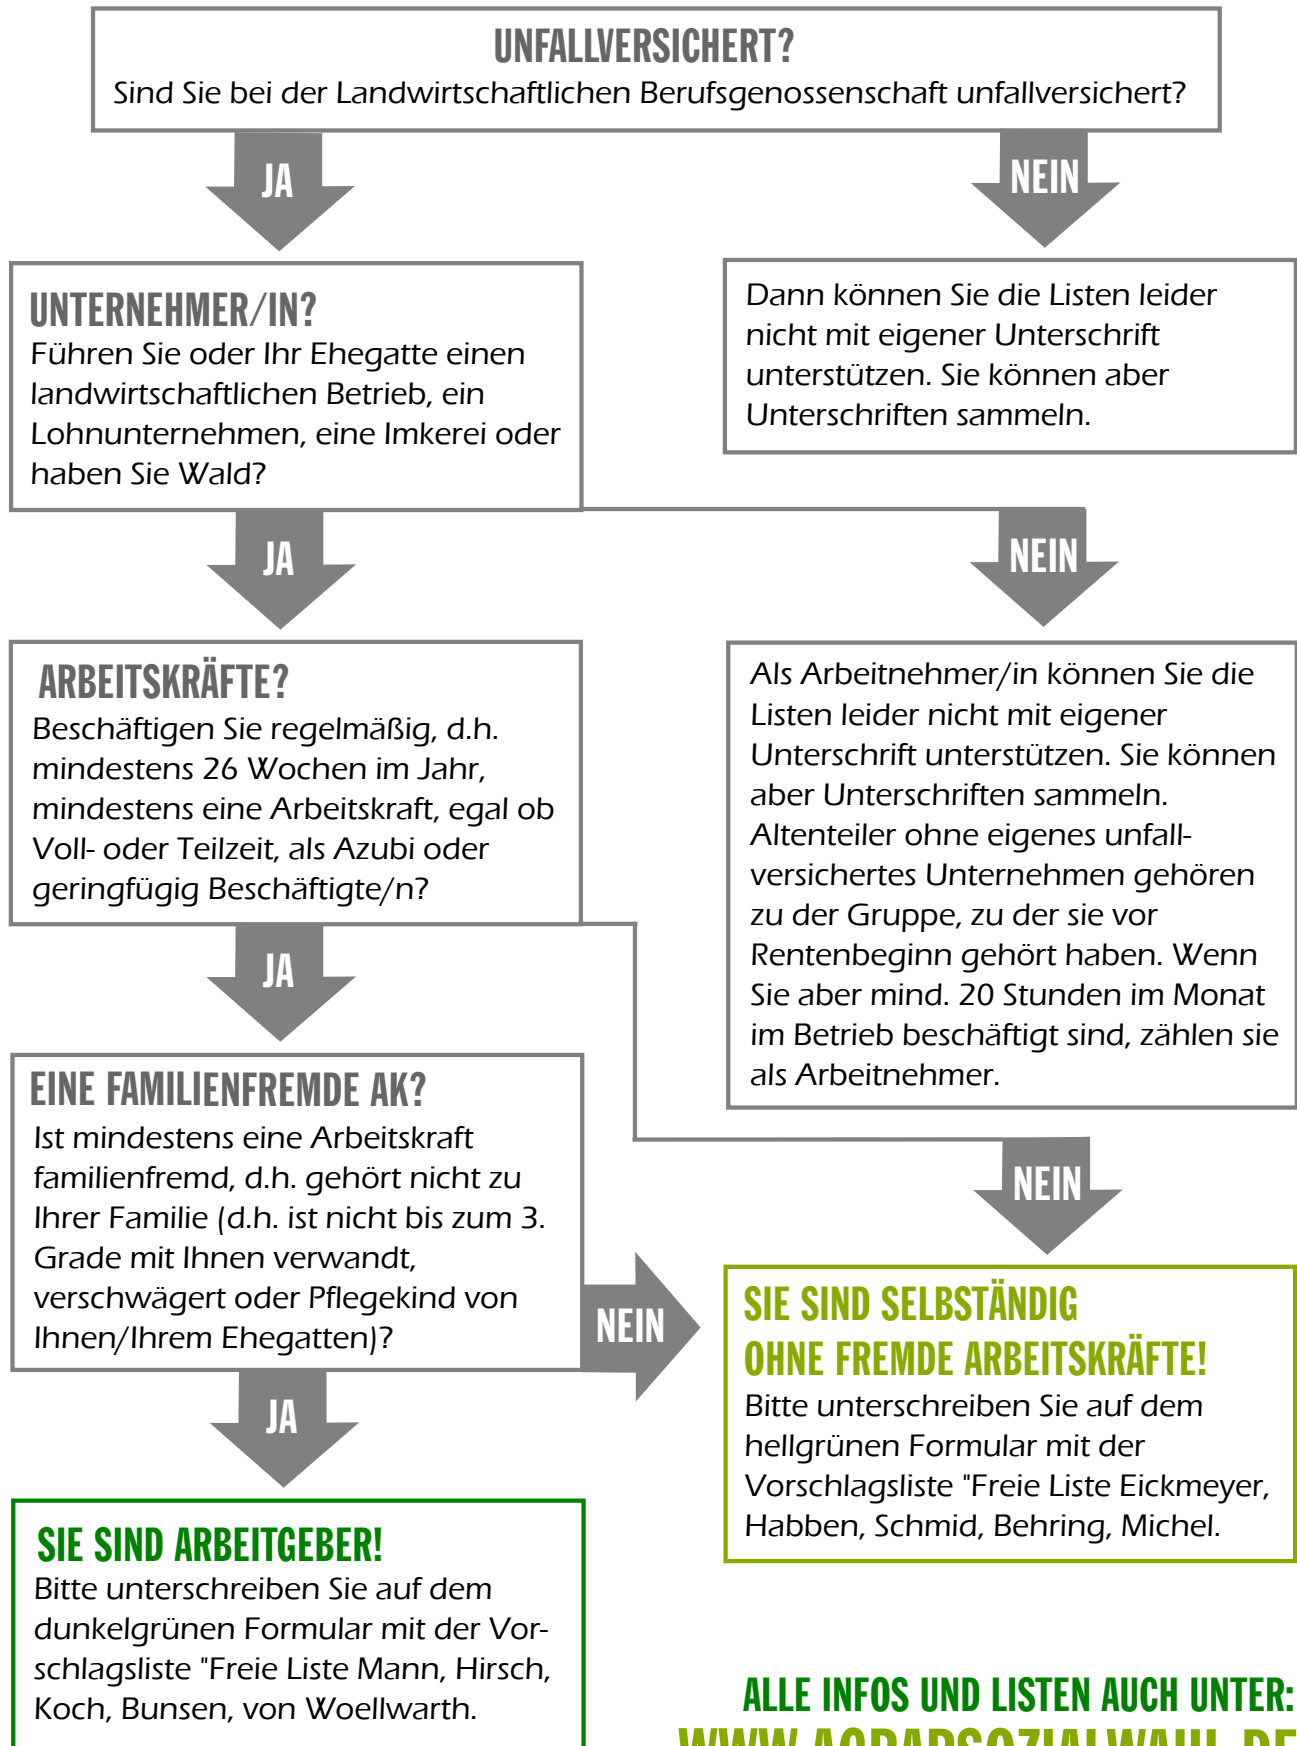 UNFALLVERSICHERT?
Sind Sie bei der Landwirtschaftlichen Berufsgenossenschaft unfallversichert?
JA
NEIN
UNTERNEHMER/IN?
Führen Sie oder Ihr Ehegatte einen
landwirtschaftlichen Betrieb, ein
Lohnunternehmen, eine Imkerei oder
haben Sie Wald?
Dann können Sie die Listen leider
nicht mit eigener Unterschrift
unterstützen. Sie können aber
Unterschriften sammeln.
JA
NEIN
ARBEITSKRÄFTE?
Beschäftigen Sie regelmäßig, d.h.
mindestens 26 Wochen im Jahr,
mindestens eine Arbeitskraft, egal ob
Voll- oder Teilzeit, als Azubi oder
geringfügig Beschäftigte/n?
Als Arbeitnehmer/in können Sie die
Listen leider nicht mit eigener
Unterschrift unterstützen. Sie können
aber Unterschriften sammeln.
Altenteiler ohne eigenes unfall-
versichertes Unternehmen gehören
zu der Gruppe, zu der sie vor
Rentenbeginn gehört haben. Wenn
Sie aber mind. 20 Stunden im Monat
im Betrieb beschäftigt sind, zählen sie
als Arbeitnehmer.
JA
EINE FAMILIENFREMDE AK?
Ist mindestens eine Arbeitskraft
familienfremd, d.h. gehört nicht zu
Ihrer Familie (d.h. ist nicht bis zum 3.
Grade mit Ihnen verwandt,
verschwägert oder Pflegekind von
Ihnen/Ihrem Ehegatten)?
NEIN
NEIN
SIE SIND SELBSTÄNDIG
OHNE FREMDE ARBEITSKRÄFTE!
Bitte unterschreiben Sie auf dem
hellgrünen Formular mit der
Vorschlagsliste "Freie Liste Eickmeyer,
Habben, Schmid, Behring, Michel.
JA
SIE SIND ARBEITGEBER!
Bitte unterschreiben Sie auf dem
dunkelgrünen Formular mit der Vor-
schlagsliste "Freie Liste Mann, Hirsch,
Koch, Bunsen, von Woellwarth.
ALLE INFOS UND LISTEN AUCH UNTER:
WWW.AGRARSOZIALWAHL.DE